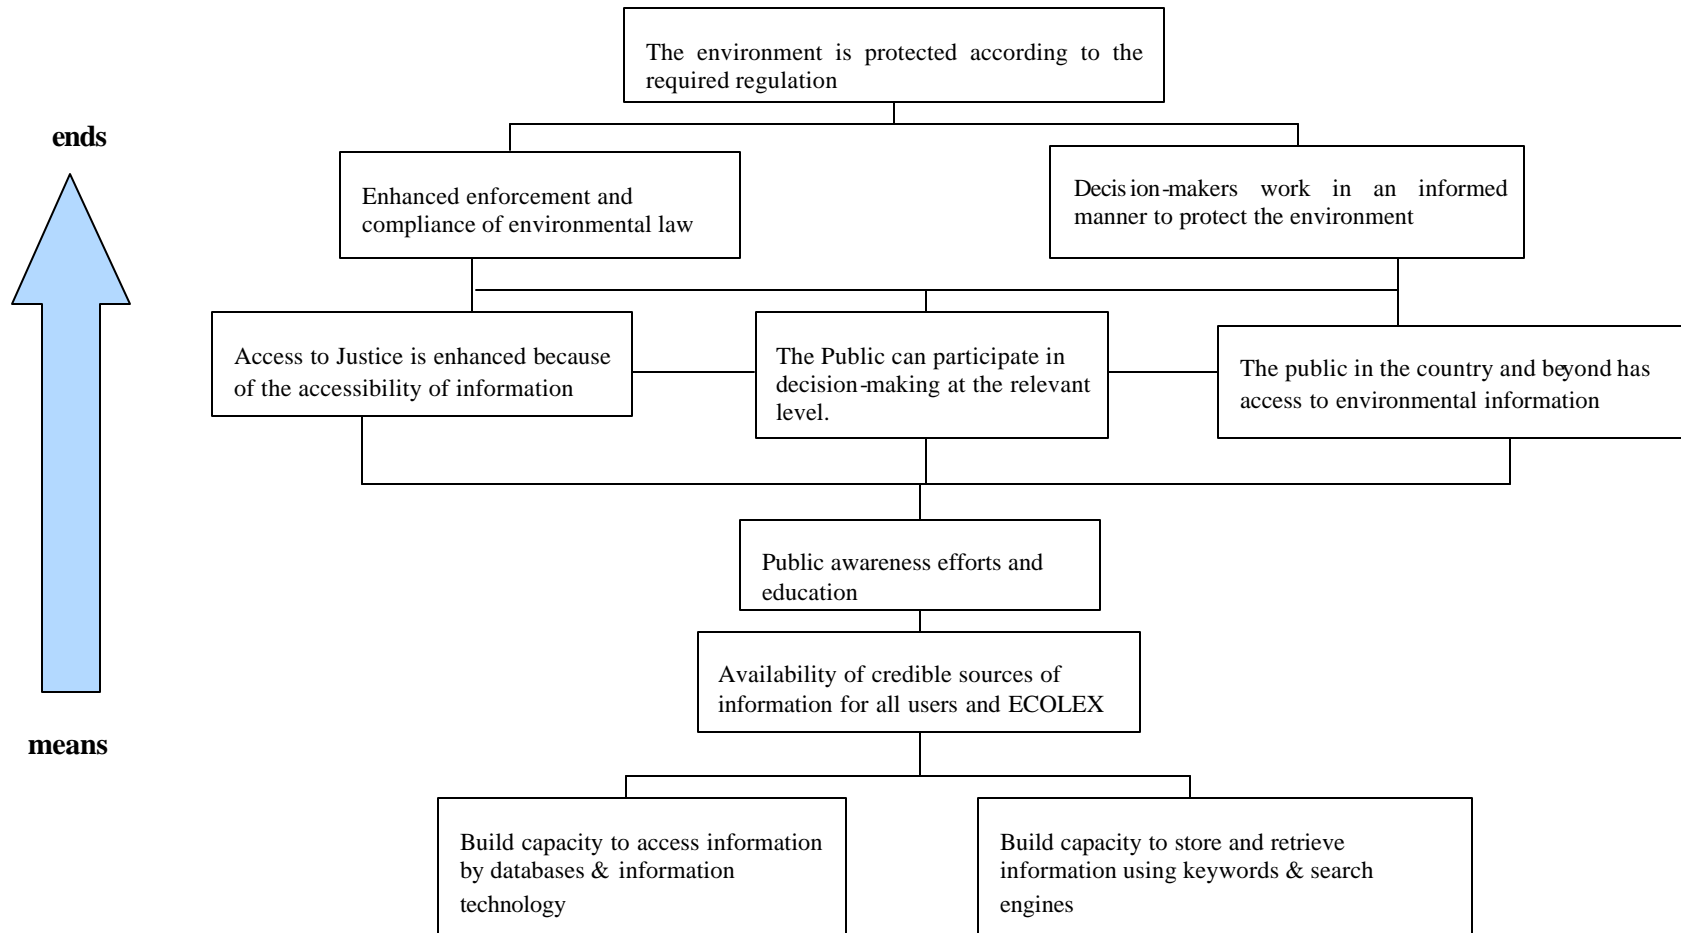 The environment is protected according to the
required regulation
ends
Enhanced enforcement and
compliance of environmental law
Decision-makers work in an informed
manner to protect the environment
Access to Justice is enhanced because
of the accessibility of information
The Public can participate in
decision-making at the relevant
level.
The public in the country and beyond has
access to environmental information
Public awareness efforts and
education
Availability of credible sources of
information for all users and ECOLEX
means
Build capacity to access information
by databases & information
technology
Build capacity to store and retrieve
information using keywords & search
engines